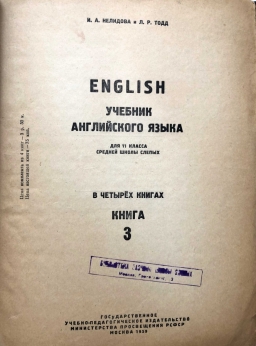 И. А. НЕЛИДОВА и Л. Р. ТОДД
ENGLISH
УЧЕБНИК
АНГЛИЙСКОГО ЯЗЫКА
ДЛЯ VI КЛАССА
СРЕДНЕЙ ШКОЛЫ СЛЕПЫХ
В ЧЕТЫРЁХ КНИГАХ
КНИГА
3
ГОСУДАРСТВЕННОЕ
УЧЕБНО-ПЕДАГОГИЧЕСКОЕ ИЗДАТЕЛЬСТВО
МИНИСТЕРСТВА ПРОСВЕЩЕНИЯ РСФСР
МОСКВА